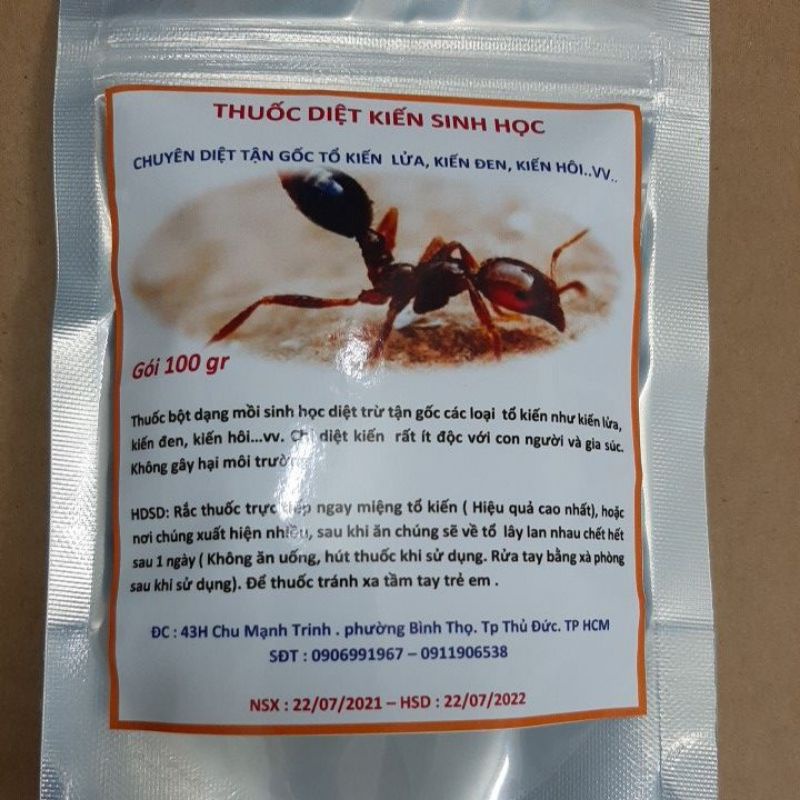 THUỐC DIỆT KIẾN SINH HỌC
CHUYÊN DIỆT TẬN GỐC TỔ KIẾN LỬA, KIẾN ĐEN, KIẾN HÔI..VV..
Gói 100 gr
Thuốc bột dạng mồi sinh học diệt trừ tận gốc các loại tổ kiến như kiến lửa,
kiến đen, kiến hôi...vv. Chỉ diệt kiến rất ít độc với con người và gia súc.
Không gây hại môi trường
HDSD: Rắc thuốc trực tiếp ngay miệng tổ kiến ( Hiệu quả cao nhất), hoặc
nơi chúng xuất hiện nhiều, sau khi ăn chúng sẽ về tổ lây lan nhau chết hết
sau 1 ngày ( Không ăn uống, hút thuốc khi sử dụng. Rửa tay bằng xà phòng
sau khi sử dụng). Để thuốc tránh xa tầm tay trẻ em .
ĐC : 43H Chu Mạnh Trinh . phường Bình Thọ. Tp Thủ Đức. TP HCM
SĐT : 0906991967 – 0911906538
NSX : 22/07/2021 – HSD : 22/07/2022